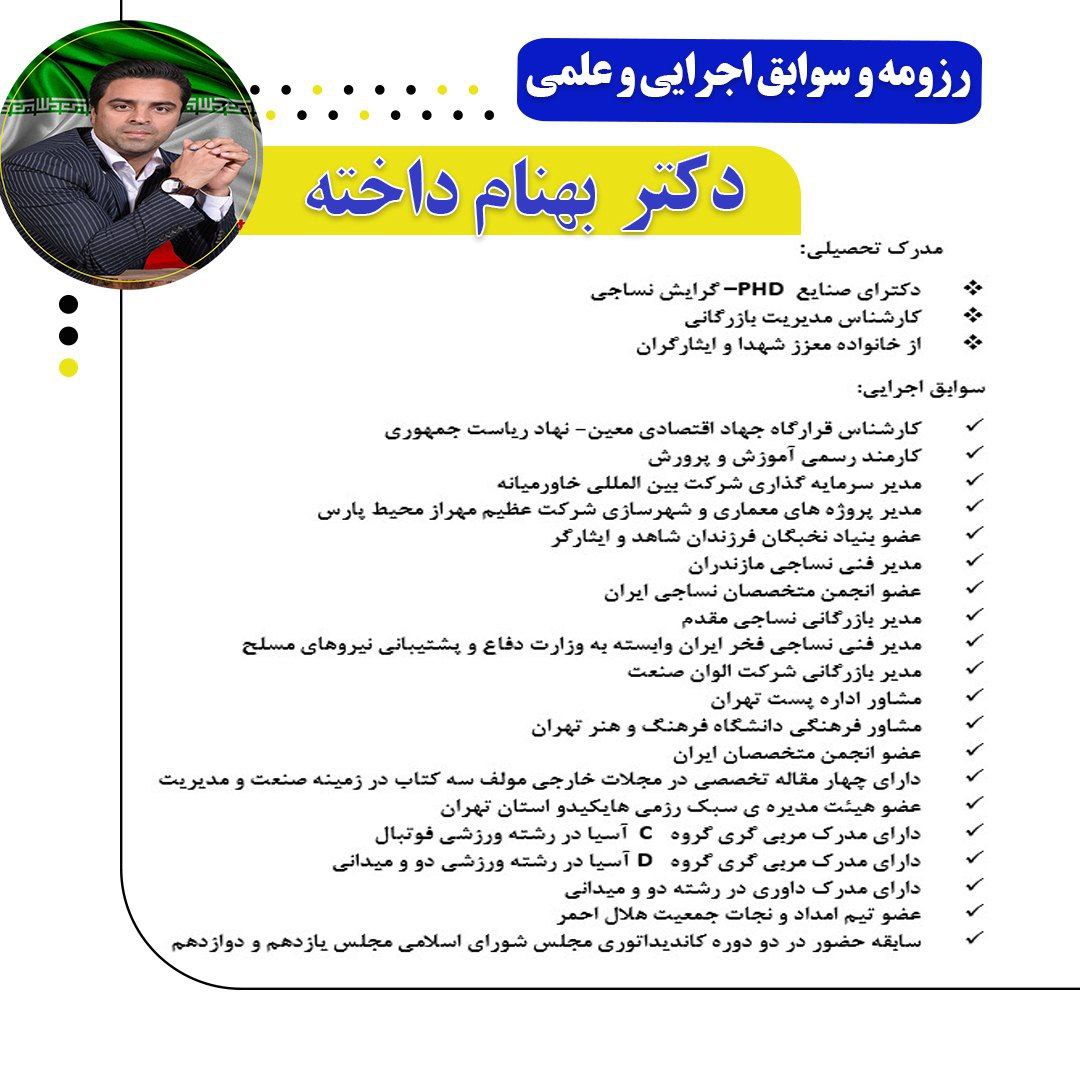 رزومه و سوابق اجرایی و علمی
دکتر بهنام داخته
مدرک تحصیلی:
دکترای صنایع PHD– گرایش نساجی
کارشناس مدیریت بازرگانی
از خانواده معزز شهدا و ایثارگران
سوابق اجرایی:
کارشناس قرارگاه جهاد اقتصادی معین- نهاد ریاست جمهوری
کارمند رسمی آموزش و پرورش
مدیر سرمایه گذاری شرکت بین المللی خاورمیانه
مدیر پروژه های معماری و شهرسازی شرکت عظیم مهراز محیط پارس
عضو بنیاد نخبگان فرزندان شاهد و ایثارگر
مدیر فنی نساجی مازندران
عضو انجمن متخصصان نساجی ایران
مدیر بازرگانی نساجی مقدم
مدیر فنی نساجی فخر ایران وابسته به وزارت دفاع و پشتیبانی نیروهای مسلح
مدیر بازرگانی شرکت الوان صنعت
مشاور اداره پست تهران
مشاور فرهنگی دانشگاه فرهنگ و هنر تهران
عضو انجمن متخصصان ایران
دارای چهار مقاله تخصصی در مجلات خارجی مولف سه کتاب در زمینه صنعت و مدیریت
عضو هیئت مدیره ی سبک رزمی هاپکیدو استان تهران
دارای مدرک مربی گری گروه C آسیا در رشته ورزشی فوتبال
دارای مدرک مربی گری گروه D آسیا در رشته ورزشی دو و میدانی
دارای مدرک داوری در رشته دو و میدانی
عضو تیم امداد و نجات جمعیت هلال احمر
سابقه حضور در دو دوره کاندیداتوری مجلس شورای اسلامی مجلس یازدهم و دوازدهم